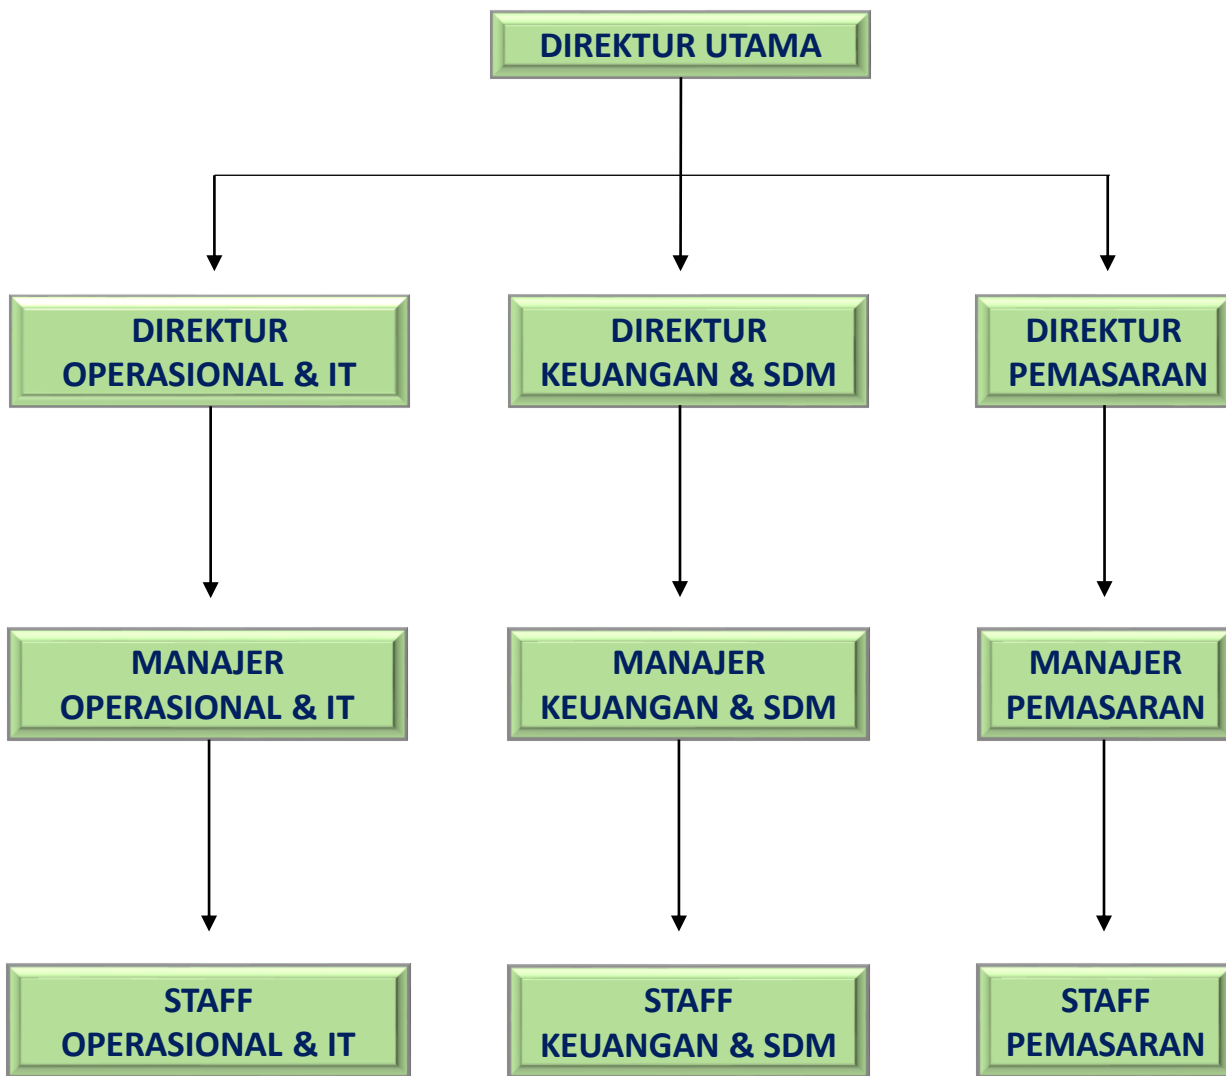 DIREKTUR UTAMA
DIREKTUR
OPERASIONAL & IT
DIREKTUR
KEUANGAN & SDM
DIREKTUR
PEMASARAN
MANAJER
OPERASIONAL & IT
MANAJER
KEUANGAN & SDM
MANAJER
PEMASARAN
STAFF
OPERASIONAL & IT
STAFF
KEUANGAN & SDM
STAFF
PEMASARAN